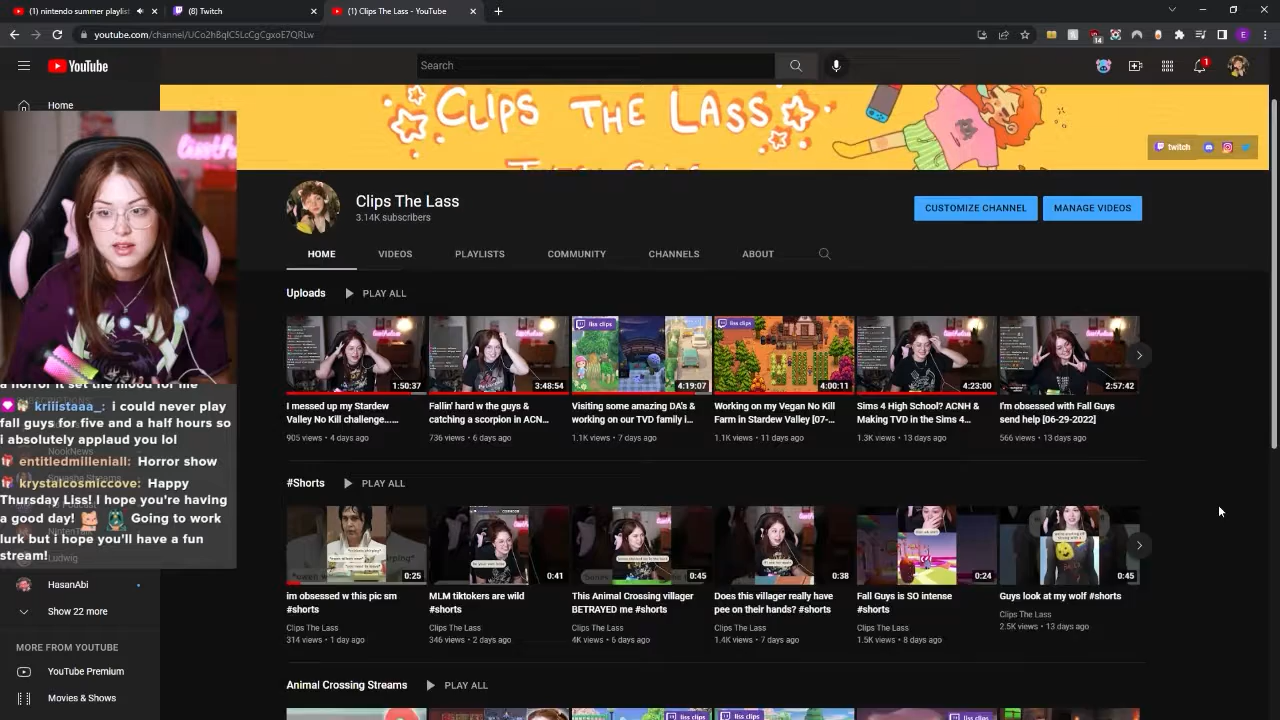 (1) nintendo summer playlist
(8) Twitch
(1) Clips The Lass - YouTube
youtube.com/channel/UCo2hBqIC5LcCgCgxoE7QRLw
14
YouTube
Search
E
1
Home
CLIPS THE LASS
twitch
Clips The Lass
3.14K subscribers
CUSTOMIZE CHANNEL
MANAGE VIDEOS
HOME
VIDEOS
PLAYLISTS
COMMUNITY
CHANNELS
ABOUT
Uploads
PLAY ALL
liss clips
liss clips
1:50:37
3:48:54
4:19:07
4:00:11
4:23:00
2:57:42
I messed up my Stardew
Valley No Kill challenge.....
905 views • 4 days ago
Fallin' hard w the guys &
catching a scorpion in ACN...
736 views • 6 days ago
Visiting some amazing DA's &
working on our TVD family i...
1.1K views • 7 days ago
Working on my Vegan No Kill
Farm in Stardew Valley [07-...
1.1K views • 11 days ago
Sims 4 High School? ACNH &
Making TVD in the Sims 4...
1.3K views • 13 days ago
I'm obsessed with Fall Guys
send help [06-29-2022]
566 views • 13 days ago
a horror it set the mood for me
kriistaaa_: i could never play
fall guys for five and a half hours so
i absolutely applaud you lol
NookNews
entitledmilleniall: Horror show
krystalcosmiccove: Happy
Thursday Liss! I hope you're having
a good day! Going to work
lurk but i hope you'll have a fun
stream!
Ludwig
HasanAbi
Show 22 more
MORE FROM YOUTUBE
YouTube Premium
Movies & Shows
#Shorts
PLAY ALL
0:25
0:41
0:45
0:38
0:24
0:45
im obsessed w this pic sm
#shorts
Clips The Lass
314 views • 1 day ago
MLM tiktokers are wild
#shorts
Clips The Lass
346 views • 2 days ago
This Animal Crossing villager
BETRAYED me #shorts
Clips The Lass
4K views • 6 days ago
Does this villager really have
pee on their hands? #shorts
Clips The Lass
1.4K views • 7 days ago
Fall Guys is SO intense
#shorts
Clips The Lass
1.5K views • 8 days ago
Guys look at my wolf #shorts
Clips The Lass
2.5K views • 13 days ago
Animal Crossing Streams
PLAY ALL
liss clips
liss clips
liss clips